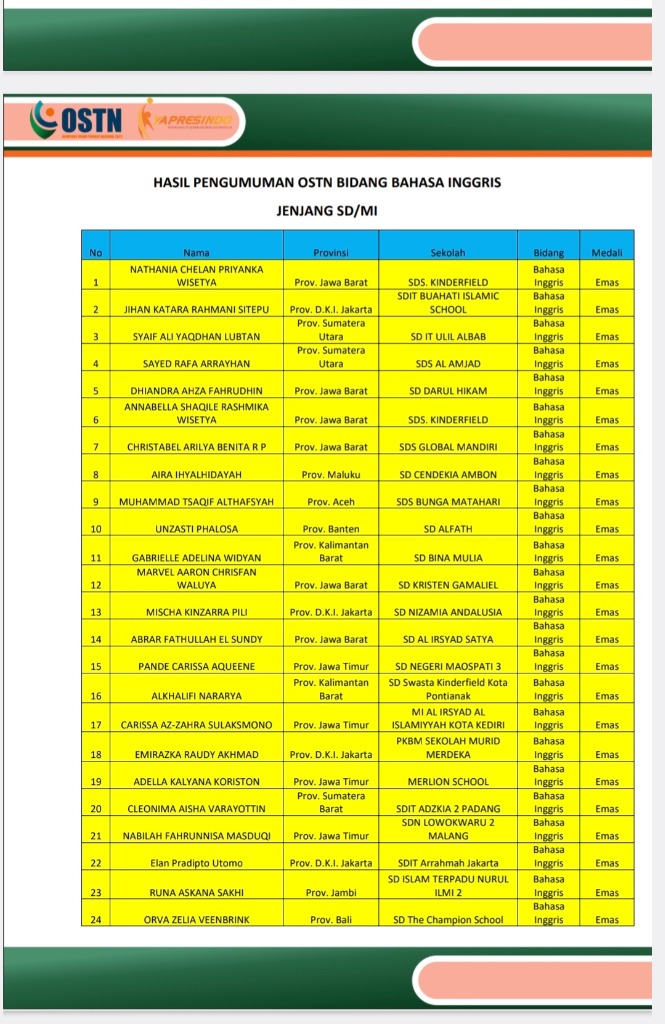 OSTN
YAPRESINDO
HASIL PENGUMUMAN OSTN BIDANG BAHASA INGGRIS
JENJANG SD/MI
No Nama Provinsi Sekolah Bidang Medali
1 NATHANIA CHELAN PRIYANKA WISETYA Prov. Jawa Barat SDS. KINDERFIELD Bahasa Inggris Emas
2 JIHAN KATARA RAHMANI SITEPU Prov. D.K.I. Jakarta SDIT BUAHATI ISLAMIC SCHOOL Bahasa Inggris Emas
3 SYAIF ALI YAQDHAN LUBTAN Prov. Sumatera Utara SD IT ULIL ALBAB Bahasa Inggris Emas
4 SAYED RAFA ARRAYHAN Prov. Sumatera Utara SDS AL AMJAD Bahasa Inggris Emas
5 DHIANDRA AHZA FAHRUDHIN Prov. Jawa Barat SD DARUL HIKAM Bahasa Inggris Emas
6 ANNABELLA SHAQILE RASHMIKA WISETYA Prov. Jawa Barat SDS. KINDERFIELD Bahasa Inggris Emas
7 CHRISTABEL ARILYA BENITA R P Prov. Jawa Barat SDS GLOBAL MANDIRI Bahasa Inggris Emas
8 AIRA IHYALHIDAYAH Prov. Maluku SD CENDEKIA AMBON Bahasa Inggris Emas
9 MUHAMMAD TSAQIF ALTHAFSYAH Prov. Aceh SDS BUNGA MATAHARI Bahasa Inggris Emas
10 UNZASTI PHALOSA Prov. Banten SD ALFATH Bahasa Inggris Emas
11 GABRIELLE ADELINA WIDYAN Prov. Kalimantan Barat SD BINA MULIA Bahasa Inggris Emas
12 MARVEL AARON CHRISFAN WALUYA Prov. Jawa Barat SD KRISTEN GAMALIEL Bahasa Inggris Emas
13 MISCHA KINZARRA PILI Prov. D.K.I. Jakarta SD NIZAMIA ANDALUSIA Bahasa Inggris Emas
14 ABRAR FATHULLAH EL SUNDY Prov. Jawa Barat SD AL IRSYAD SATYA Bahasa Inggris Emas
15 PANDE CARISSA AQUEENE Prov. Jawa Timur SD NEGERI MAOSPATI 3 Bahasa Inggris Emas
16 ALKHALIFI NARARYA Prov. Kalimantan Barat SD Swasta Kinderfield Kota Pontianak Bahasa Inggris Emas
17 CARISSA AZ-ZAHRA SULAKSMONO Prov. Jawa Timur MI AL IRSYAD AL ISLAMIYYAH KOTA KEDIRI Bahasa Inggris Emas
18 EMIRAZKA RAUDY AKHMAD Prov. D.K.I. Jakarta PKBM SEKOLAH MURID MERDEKA Bahasa Inggris Emas
19 ADELLA KALYANA KORISTON Prov. Jawa Timur MERLION SCHOOL Bahasa Inggris Emas
20 CLEONIMA AISHA VARAYOTTIN Prov. Sumatera Barat SDIT ADZKIA 2 PADANG Bahasa Inggris Emas
21 NABILAH FAHRUNNISA MASDUQI Prov. Jawa Timur SDN LOWOKWARU 2 MALANG Bahasa Inggris Emas
22 Elan Pradipto Utomo Prov. D.K.I. Jakarta SDIT Arrahmah Jakarta Bahasa Inggris Emas
23 RUNA ASKANA SAKHI Prov. Jambi SD ISLAM TERPADU NURUL ILMI 2 Bahasa Inggris Emas
24 ORVA ZELIA VEENBRINK Prov. Bali SD The Champion School Bahasa Inggris Emas